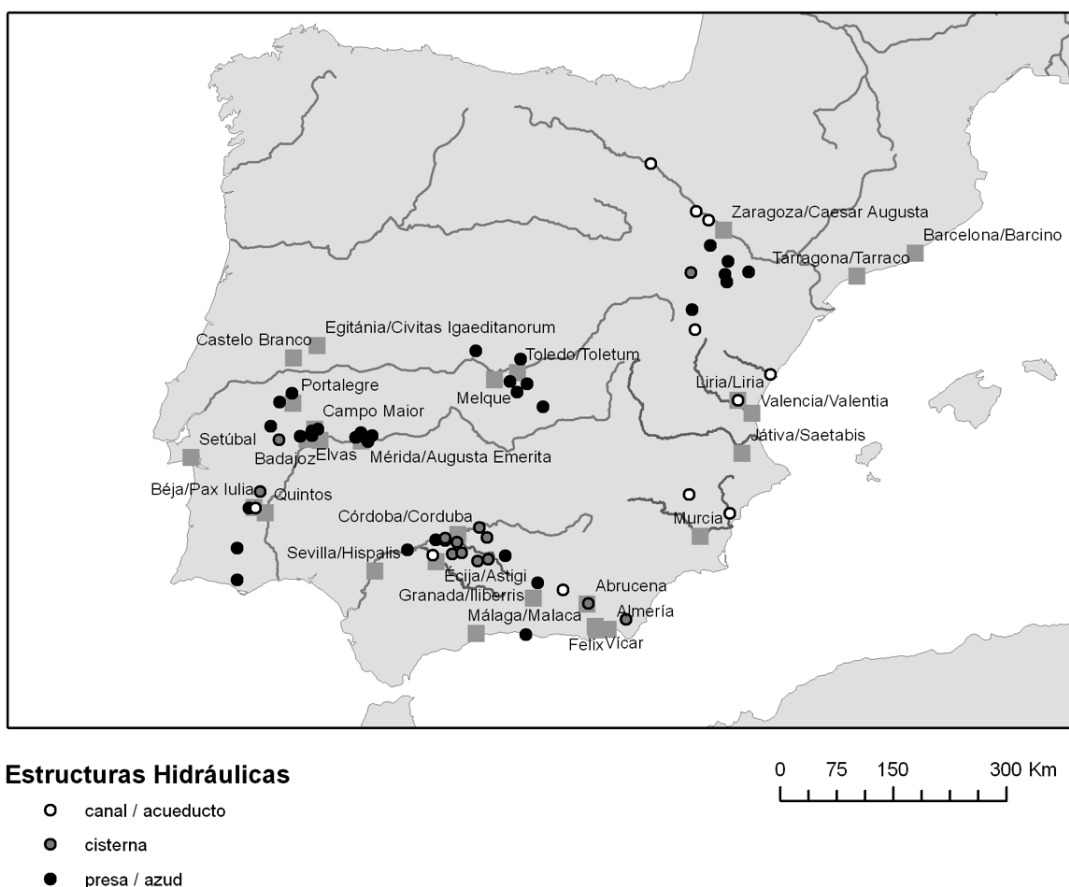 Zaragoza/Caesar Augusta
Barcelona/Barcino
Tarragona/Tarraco
Egitánia/Civitas Igaeditanorum
Castelo Branco
Toledo/Toletum
Portalegre
Melque
Liria/Liria
Valencia/Valentia
Campo Maior
Setúbal
Játiva/Saetabis
Badajoz
Elvas
Mérida/Augusta Emerita
Béja/Pax Iulia
Quintos
Córdoba/Corduba
Murcia
Sevilla/Hispalis
Écija/Astigi
Abrucena
Granada/Iliberris
Málaga/Malaca
Almería
Felix
Vícar
Estructuras Hidráulicas
0 75 150 300 Km
canal / acueducto
cisterna
presa / azud